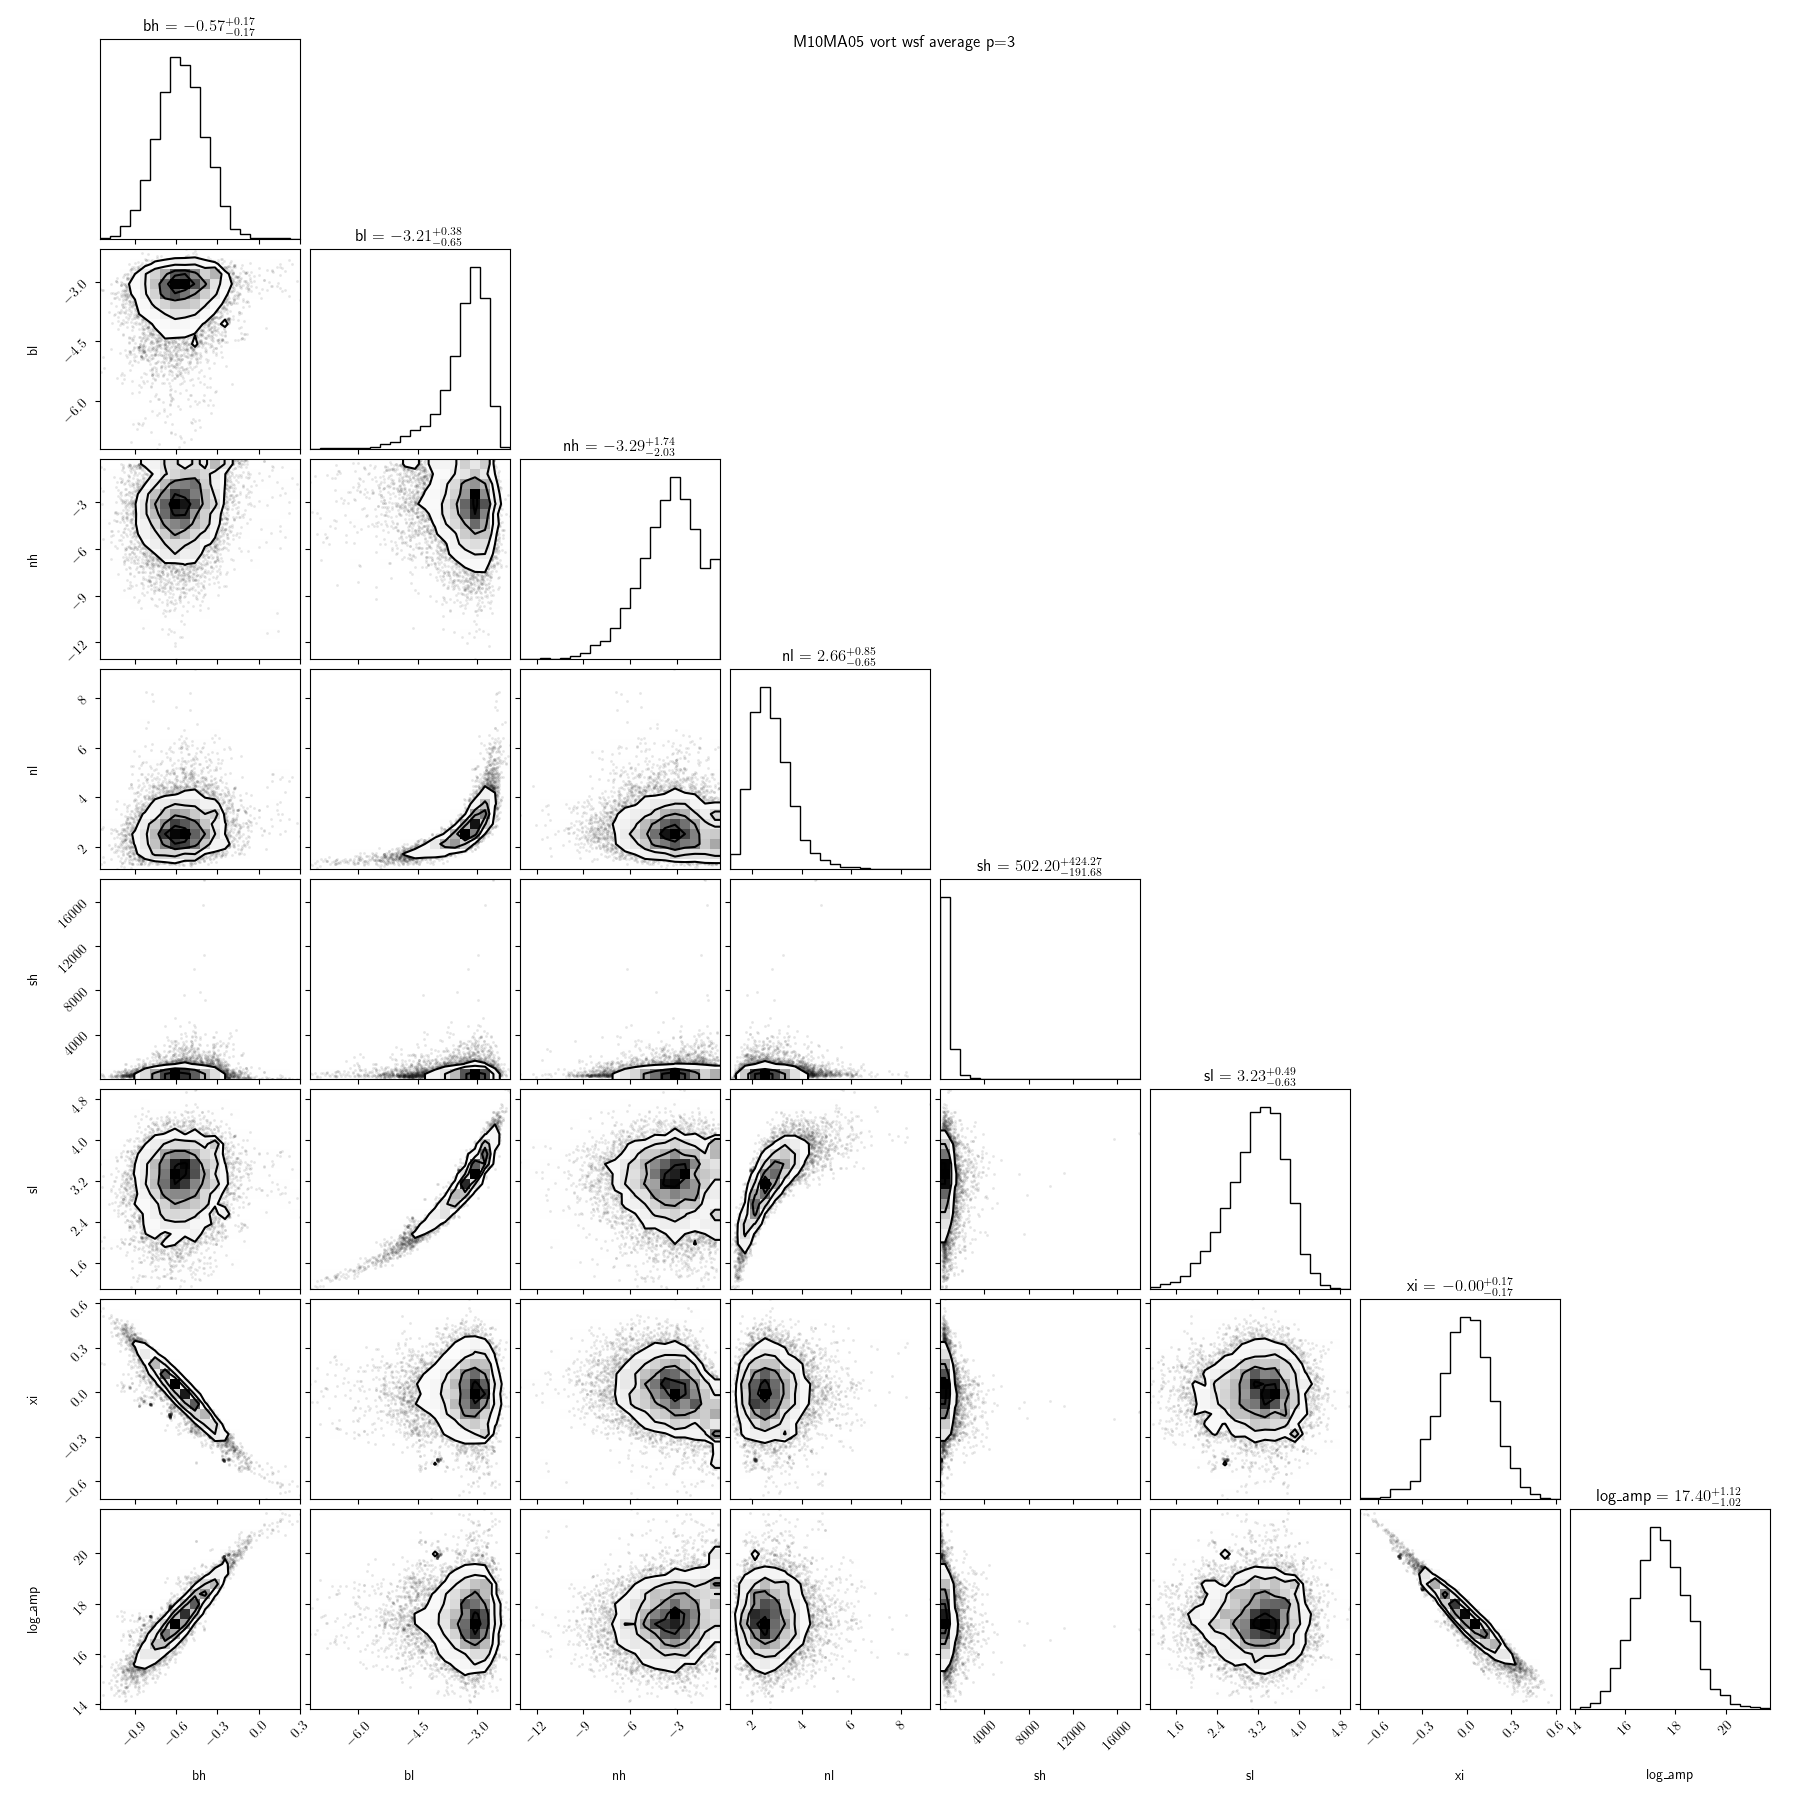 M10MA05 vort wsf average p=3
bh = −0.57+0.17−0.17
bl = −3.21+0.38−0.65
nh = −3.29+1.74−2.03
nl = 2.66+0.85−0.65
sh = 502.20+424.27−191.68
sl = 3.23+0.49−0.63
xi = −0.00+0.17−0.17
log_amp = 17.40+1.12−1.02
bl
−3.0
−4.5
−6.0
nh
−3
−6
−9
−12
nl
8
6
4
2
sh
16000
12000
8000
4000
sl
4.8
4.0
3.2
2.4
1.6
xi
0.6
0.3
0.0
−0.3
−0.6
log_amp
20
18
16
14
−0.9 −0.6 −0.3 0.0 0.3
−6.0 −4.5 −3.0
−12 −9 −6 −3
2 4 6 8
4000 8000 12000 16000
1.6 2.4 3.2 4.0 4.8
−0.6 −0.3 0.0 0.3 0.6
14 16 18 20
bh bl nh nl sh sl xi log_amp